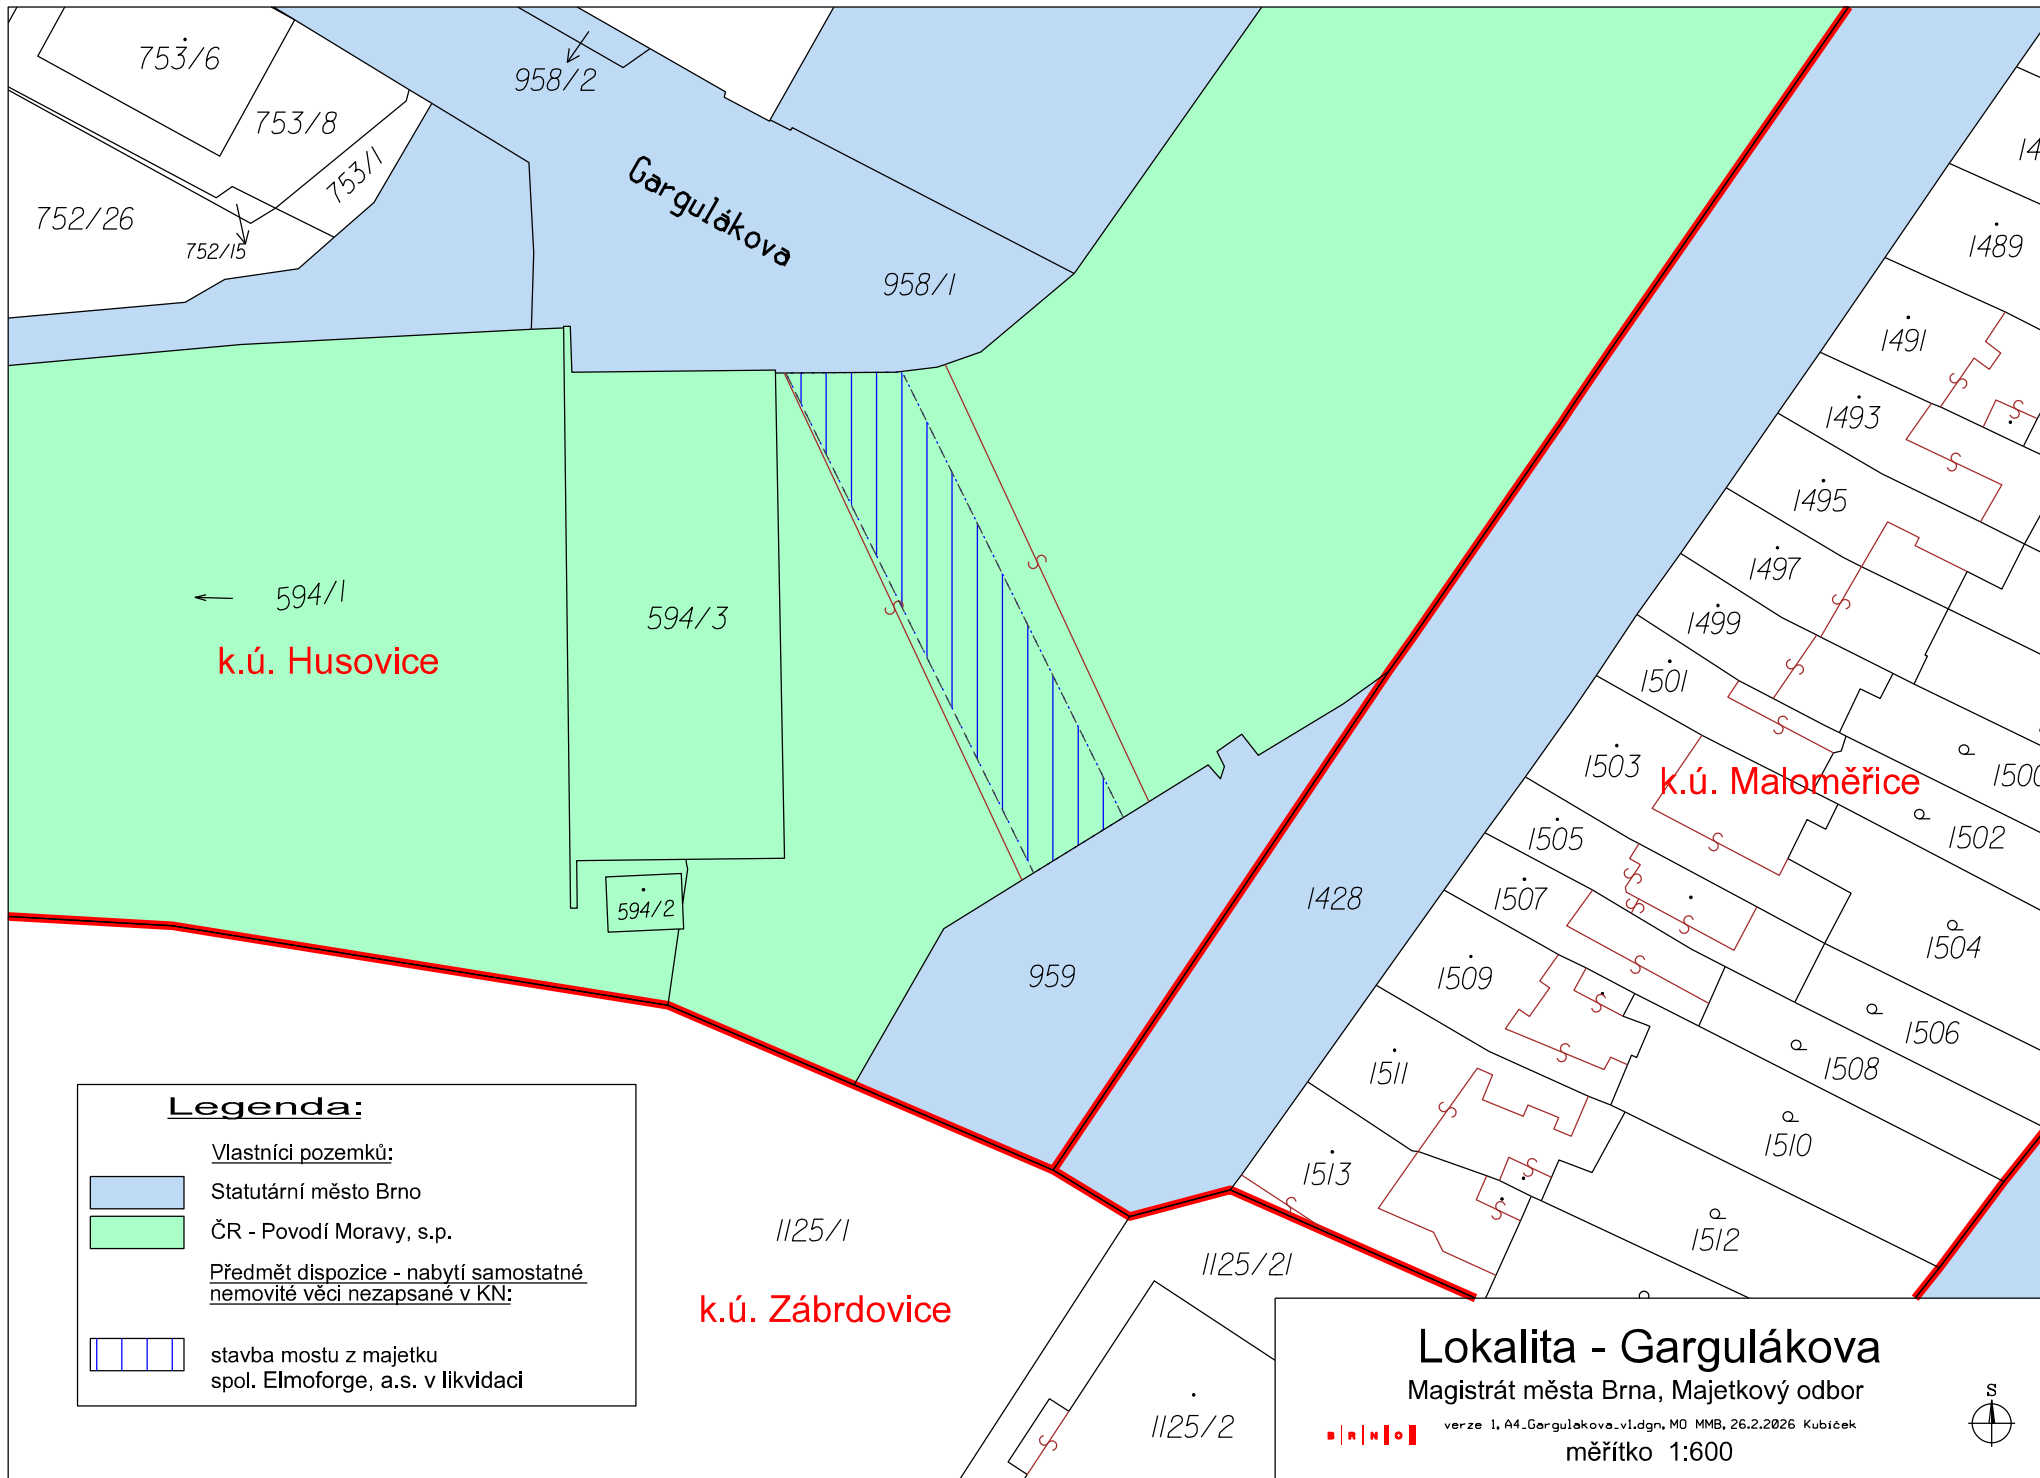 753/6
958/2
753/8
753/1
752/26
752/15
Gargulákova
958/1
1489
1491
1493
1495
1497
1499
1501
1503
1505
1507
1509
1511
1513
594/1
k.ú. Husovice
594/3
594/2
959
1428
k.ú. Maloměřice
1502
1504
1506
1508
1510
1512
1125/1
1125/21
k.ú. Zábrdovice
1125/2
Legenda:
Vlastníci pozemků:
Statutární město Brno
ČR - Povodí Moravy, s.p.
Předmět dispozice - nabytí samostatné
nemovité věci nezapsané v KN:
stavba mostu z majetku
spol. Elmoforge, a.s. v likvidaci
Lokalita - Gargulákova
Magistrát města Brna, Majetkový odbor
BRNO
verze 1, A4_Gargulakova_v1.dgn, MO MMB, 26.2.2026 Kubíček
měřítko 1:600
S